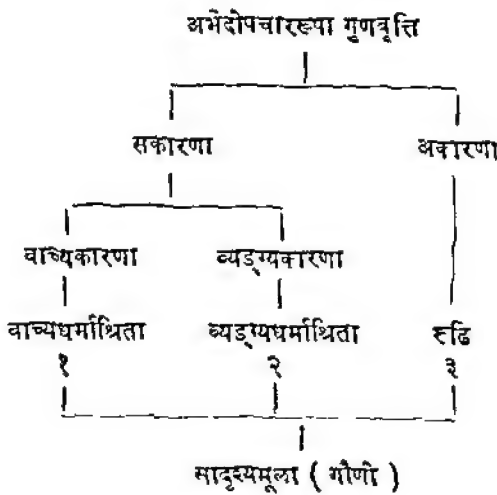 अभेदोपचाररूपा गुणवृत्ति
सकारणा अकारणा
वाच्यकारणा व्यङ्ग्यकारणा
वाच्यधर्माश्रिता व्यङ्ग्यधर्माश्रिता रूढि
१ २ ३
सादृश्यमूला ( गौणी )